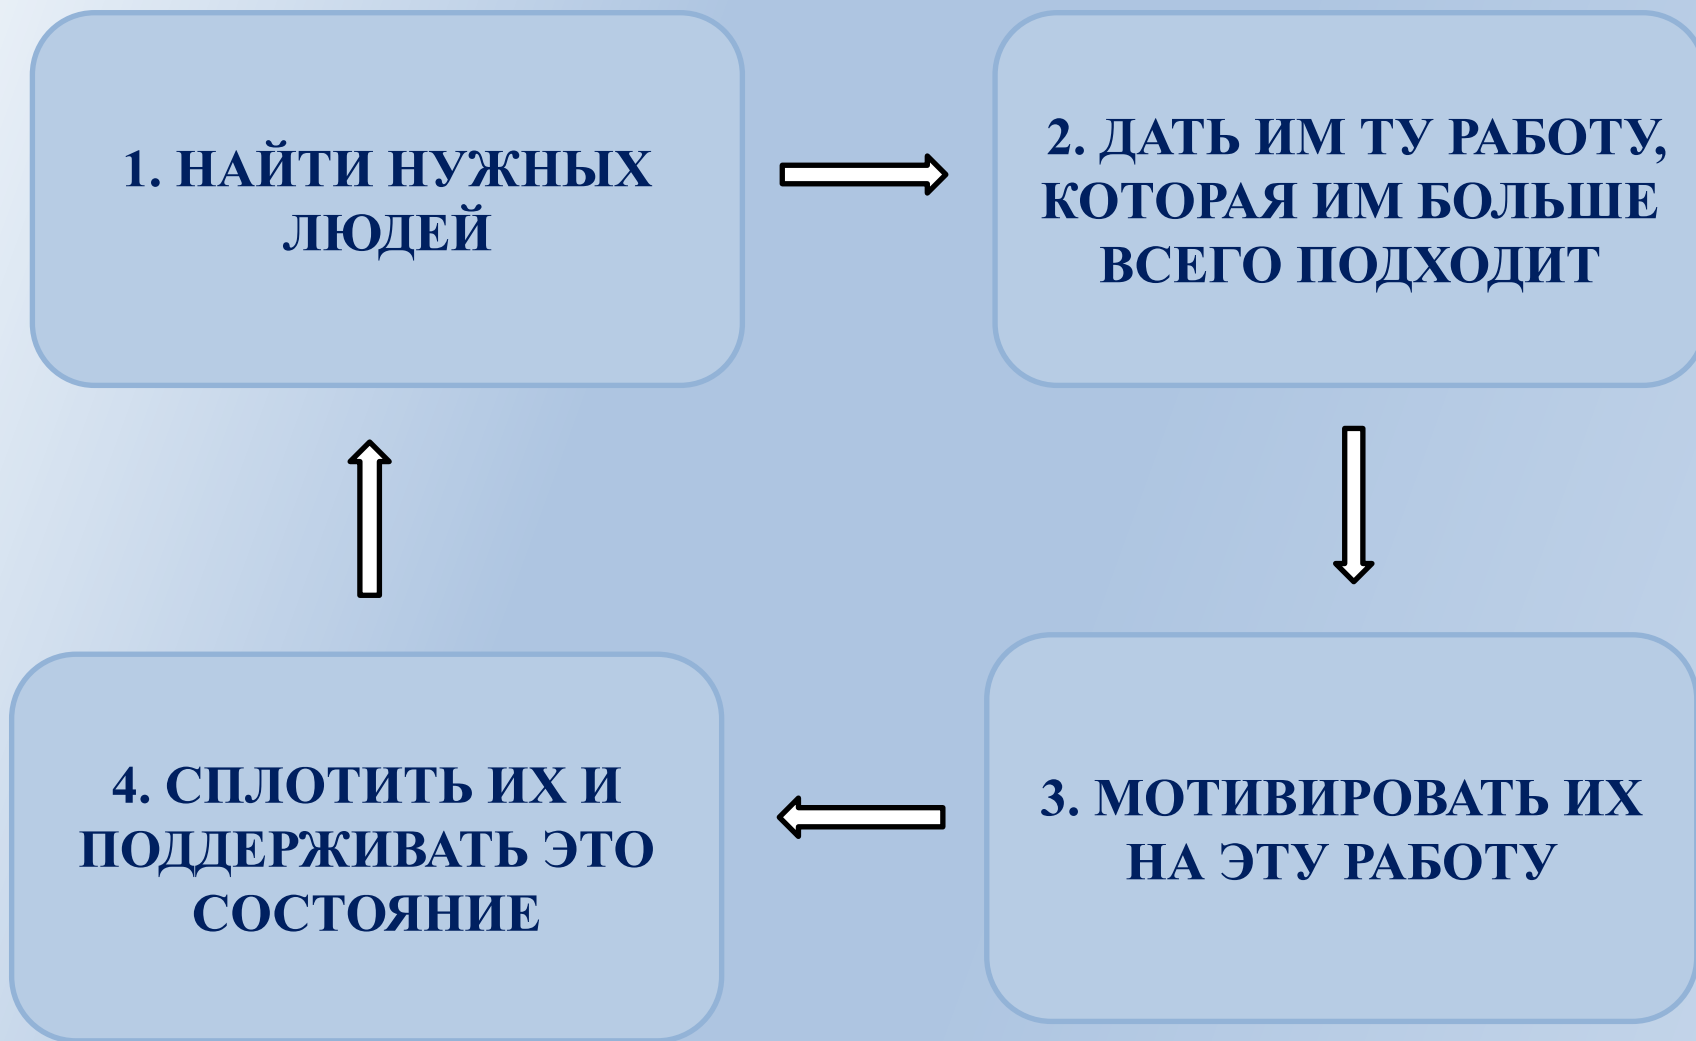 1. НАЙТИ НУЖНЫХ
ЛЮДЕЙ
2. ДАТЬ ИМ ТУ РАБОТУ,
КОТОРАЯ ИМ БОЛЬШЕ
ВСЕГО ПОДХОДИТ
3. МОТИВИРОВАТЬ ИХ
НА ЭТУ РАБОТУ
4. СПЛОТИТЬ ИХ И
ПОДДЕРЖИВАТЬ ЭТО
СОСТОЯНИЕ